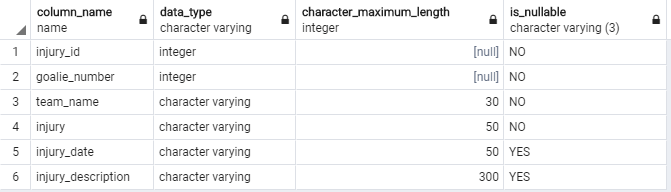 column_name data_type character_maximum_length is_nullable
name character varying integer character varying (3)
1 injury_id integer [null] NO
2 goalie_number integer [null] NO
3 team_name character varying 30 NO
4 injury character varying 50 NO
5 injury_date character varying 50 YES
6 injury_description character varying 300 YES